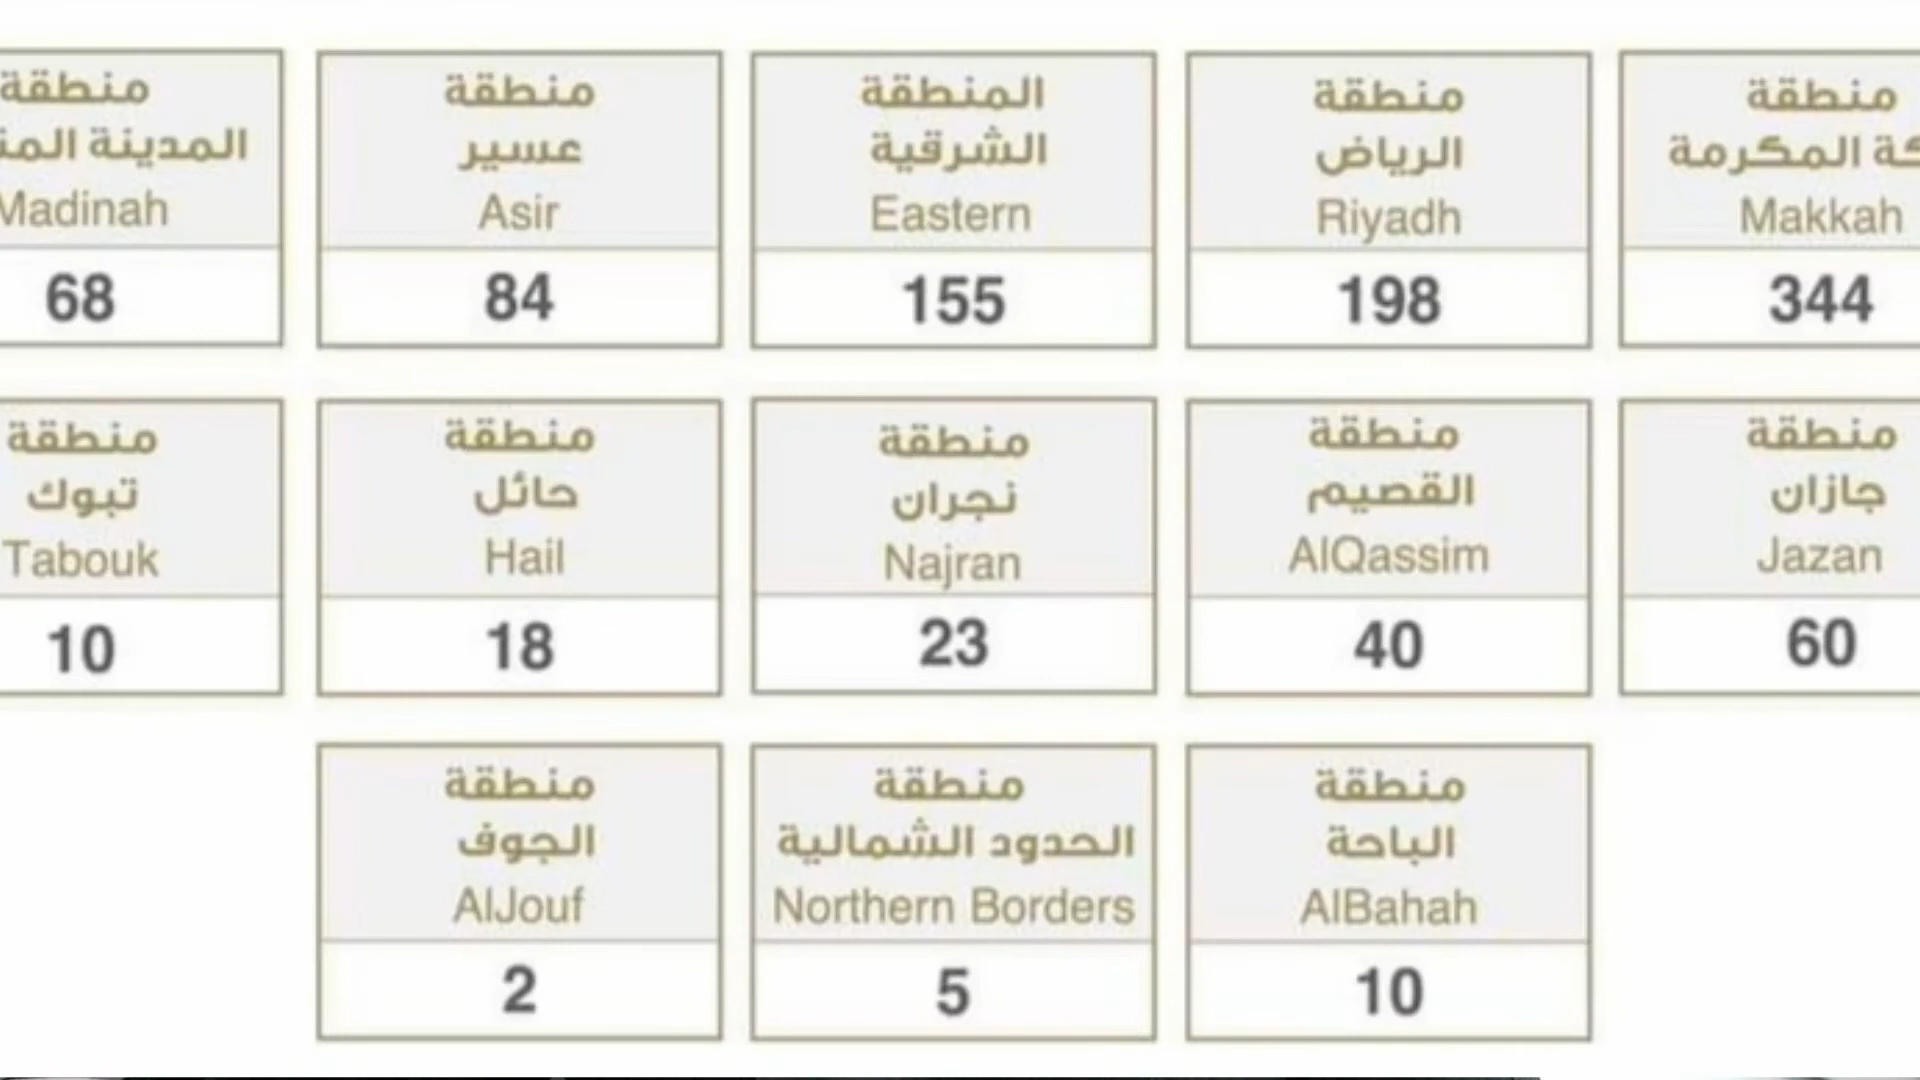 منطقة
كة المكرمة
Makkah
344
منطقة
الرياض
Riyadh
198
المنطقة
الشرقية
Eastern
155
منطقة
عسير
Asir
84
منطقة
المدينة المن
Madinah
68
منطقة
جازان
Jazan
60
منطقة
القصيم
AlQassim
40
منطقة
نجران
Najran
23
منطقة
حائل
Hail
18
منطقة
تبوك
Tabouk
10
منطقة
الباحة
AlBahah
10
منطقة
الحدود الشمالية
Northern Borders
5
منطقة
الجوف
AlJouf
2